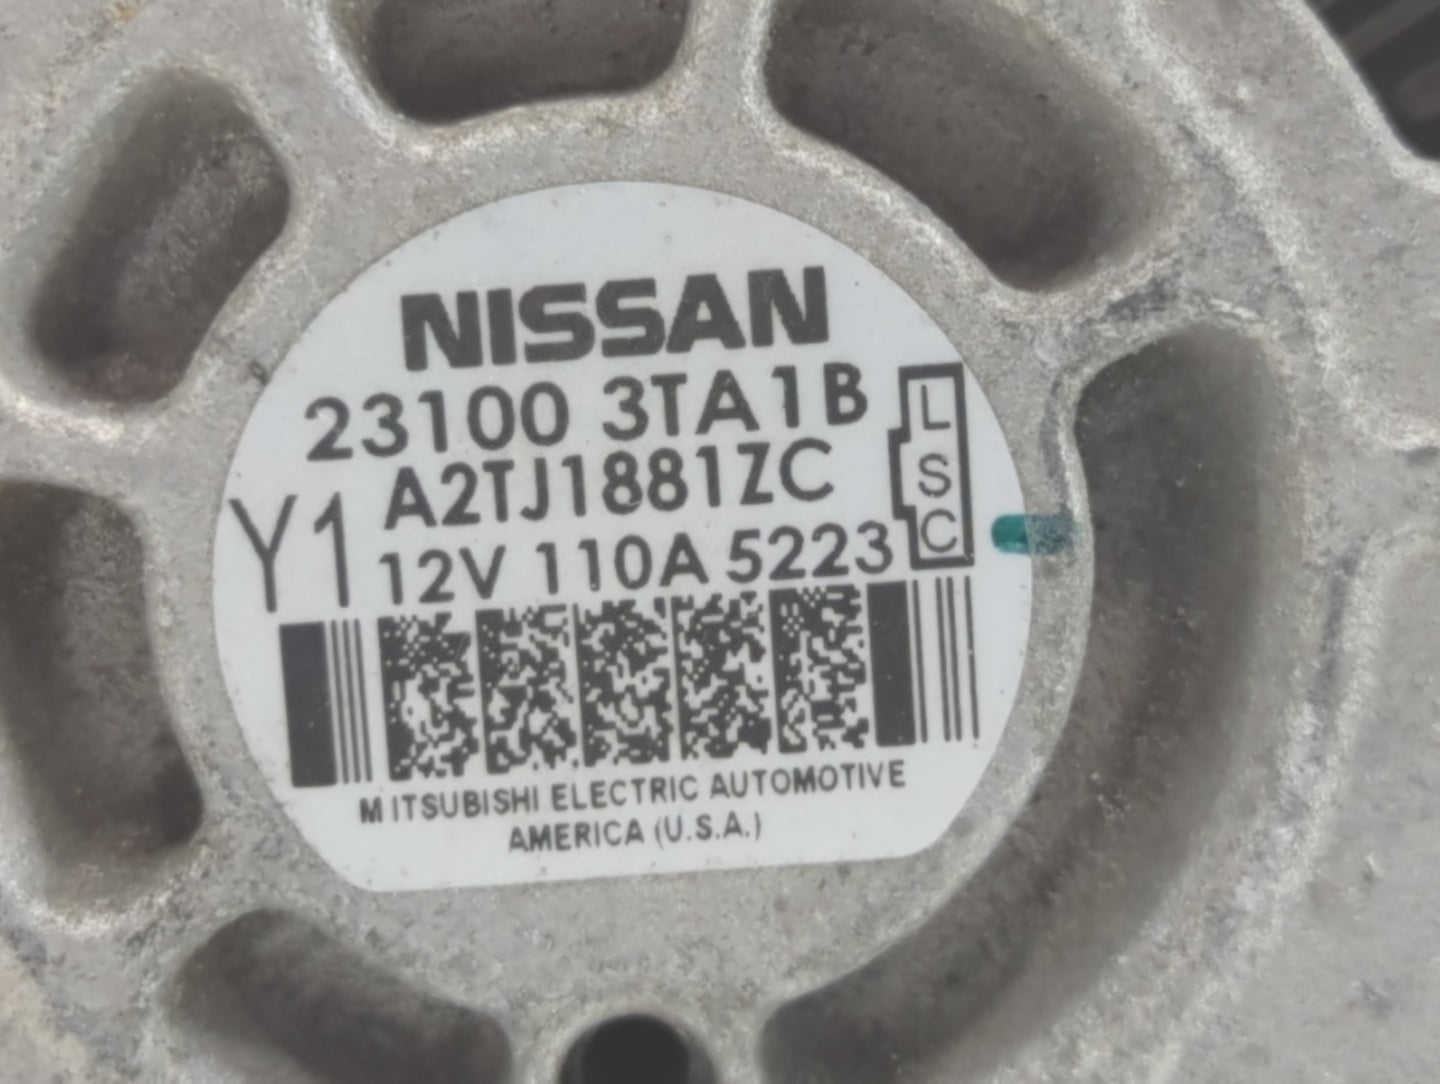 NISSAN
23100 3TA1B
A2TJ1881ZC
Y1
12V 110A 5223
L
S
C
MITSUBISHI ELECTRIC AUTOMOTIVE
AMERICA (U.S.A.)